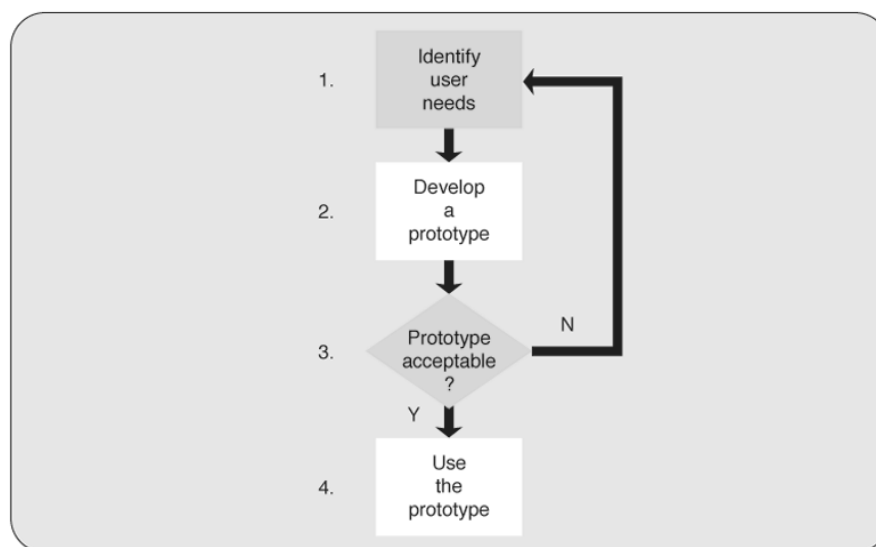 1.
Identify
user
needs
2.
Develop
a
prototype
3.
Prototype
acceptable
?
N
Y
4.
Use
the
prototype